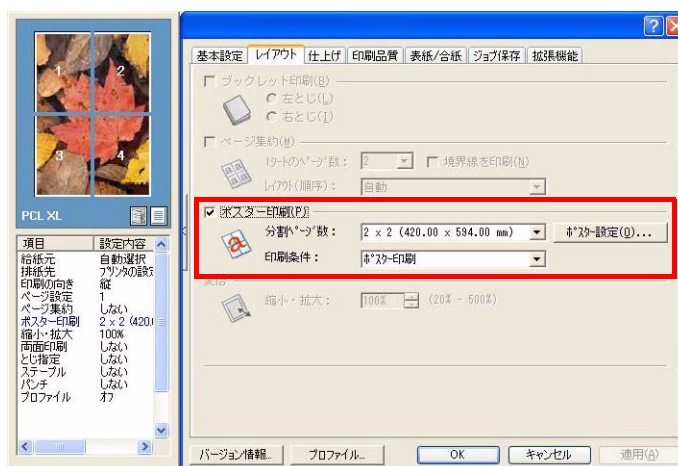 1
2
3
4
PCL XL
項目 設定内容
給紙元 自動選択
排紙先 プリンタの設定
印刷の向き 縦
ページ設定 1
ページ集約 しない
ポスター印刷 2 x 2 (420.0
縮小・拡大 100%
両面印刷 しない
とじ指定 しない
ステープル しない
パンチ しない
プロファイル オフ
基本設定 レイアウト 仕上げ 印刷品質 表紙/合紙 ジョブ保存 拡張機能
ブックレット印刷(B)
左とじ(L)
右とじ(I)
ページ集約(M)
1シートのページ数： 2 境界線を印刷(N)
レイアウト(順序)： 自動
ポスター印刷(P)
分割ページ数： 2 x 2 (420.00 x 594.00 mm) ポスター設定(O)...
印刷条件： ポスター印刷
変倍
縮小・拡大： 100% (20% - 500%)
バージョン情報... プロファイル... OK キャンセル 適用(A)